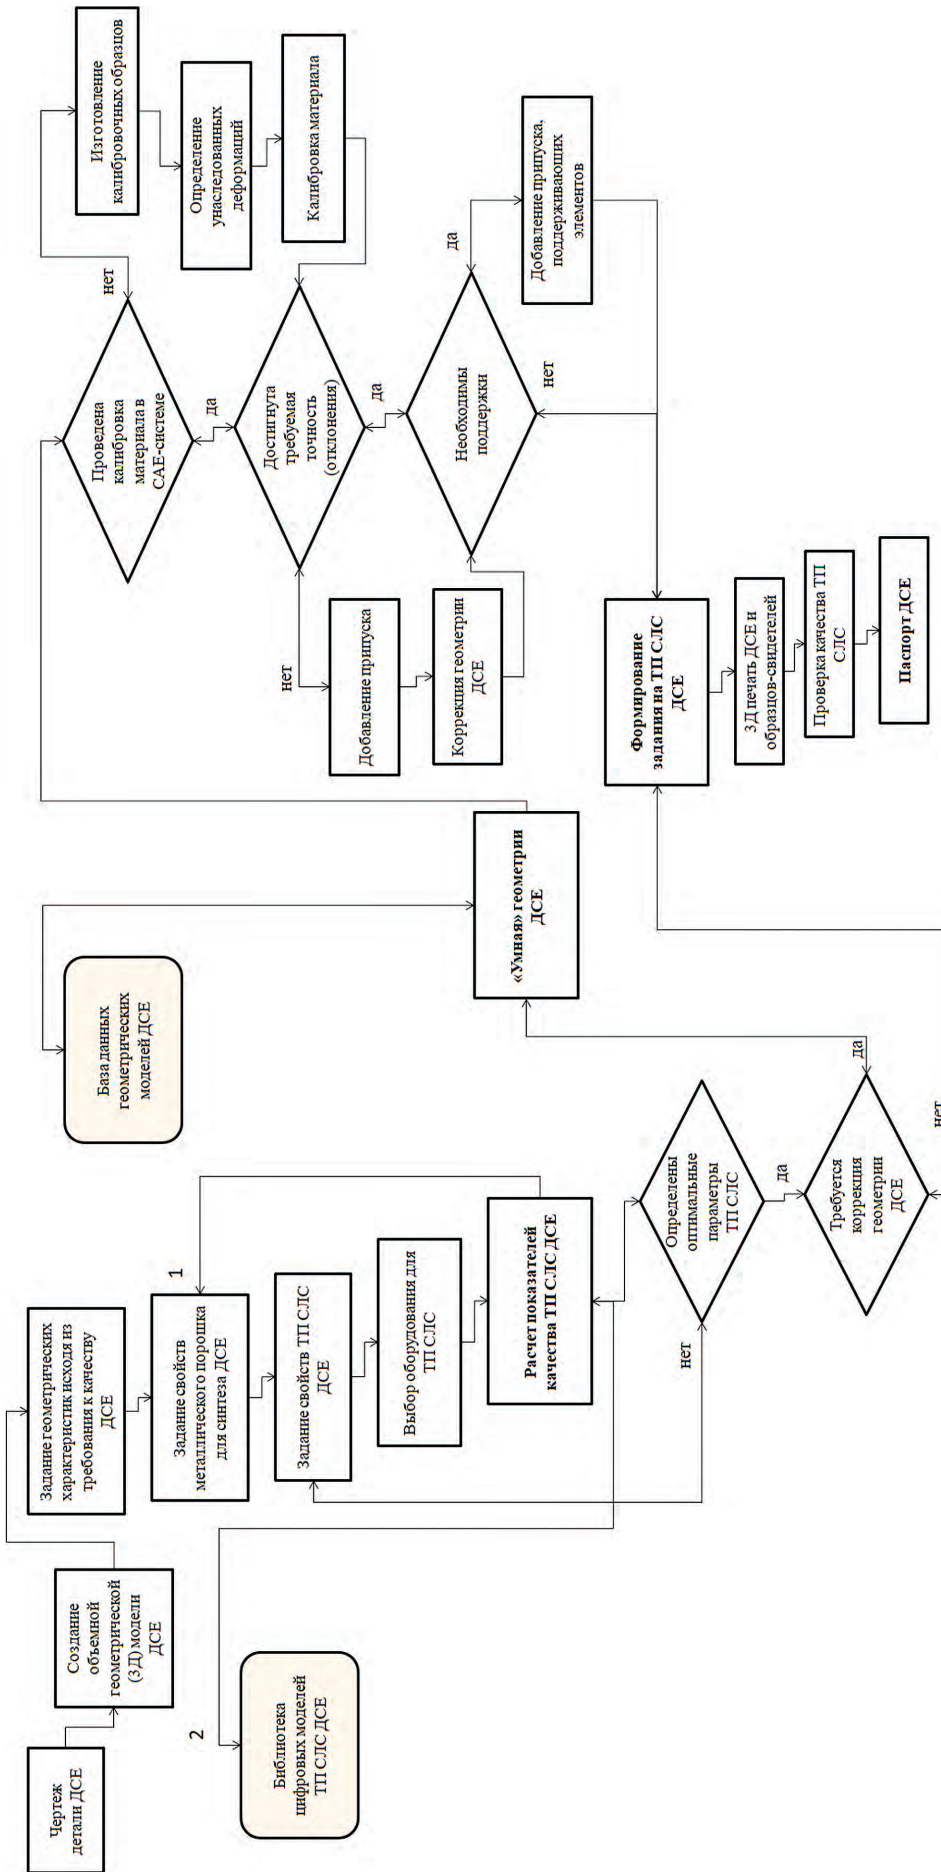 Чертеж
детали ДСЕ
Создание
объемной
геометрической
(3Д) модели
ДСЕ
Задание геометрических
характеристик исходя из
требования к качеству
ДСЕ
1
Задание свойств
металлического порошка
для синтеза ДСЕ
Задание свойств ТП СЛС
ДСЕ
Выбор оборудования для
ТП СЛС
Расчет показателей
качества ТП СЛС ДСЕ
2
Библиотека
цифровых моделей
ТП СЛС ДСЕ
нет
Определены
оптимальные
параметры
ТП СЛС
да
Требуется
коррекция
геометрии
ДСЕ
да
нет
База данных
геометрических
моделей ДСЕ
«Умная» геометрии
ДСЕ
Проведена
калибровка
материала в
САЕ-системе
нет
да
Изготовление
калибровочных образцов
Определение
унаследованных
деформаций
Калибровка материала
Достигнута
требуемая
точность
(отклонения)
нет
да
Добавление припуска
Коррекция геометрии
ДСЕ
Необходимы
поддержки
да
нет
Добавление припуска,
поддерживающих
элементов
Формирование
задания на ТП СЛС
ДСЕ
3Д печать ДСЕ и
образцов-свидетелей
Проверка качества ТП
СЛС
Паспорт ДСЕ